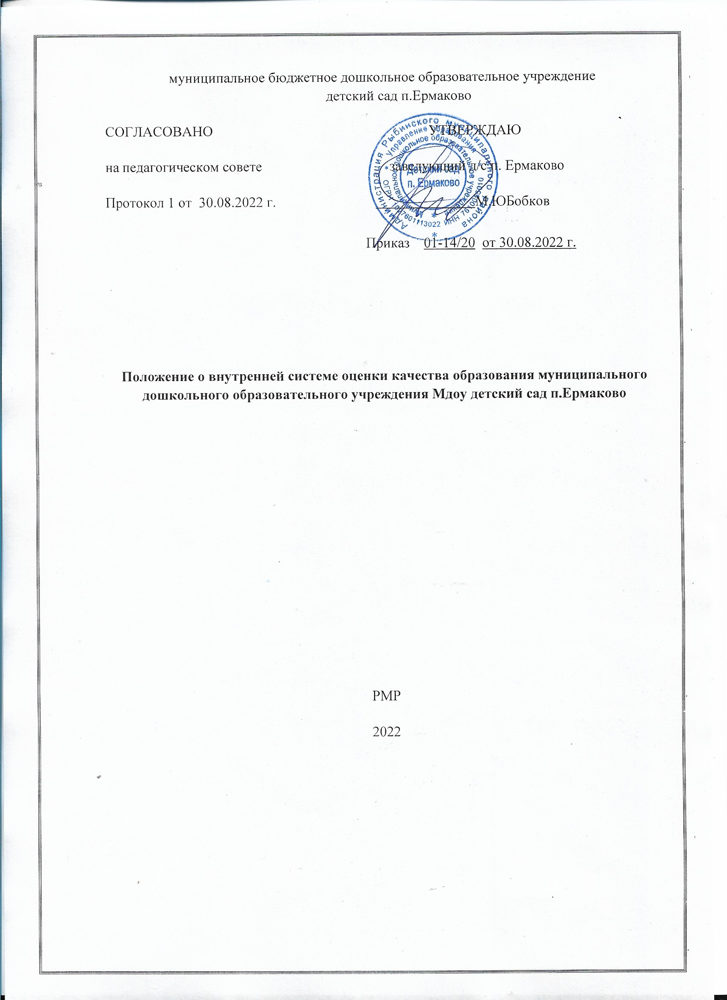 муниципальное бюджетное дошкольное образовательное учреждение
детский сад п.Ермаково
СОГЛАСОВАНО
УТВЕРЖДАЮ
на педагогическом совете
заведующий д/с п. Ермаково
Протокол 1 от 30.08.2022 г.
М.ЮБобков
Приказ 01-14/20 от 30.08.2022 г.
Администрация Рыбинского муниципального района
Управление образования
Муниципальное дошкольное образовательное учреждение
ОГРН 1027601113022 ИНН
Детский сад
п. Ермаково
Положение о внутренней системе оценки качества образования муниципального
дошкольного образовательного учреждения Мдоу детский сад п.Ермаково
РМР
2022